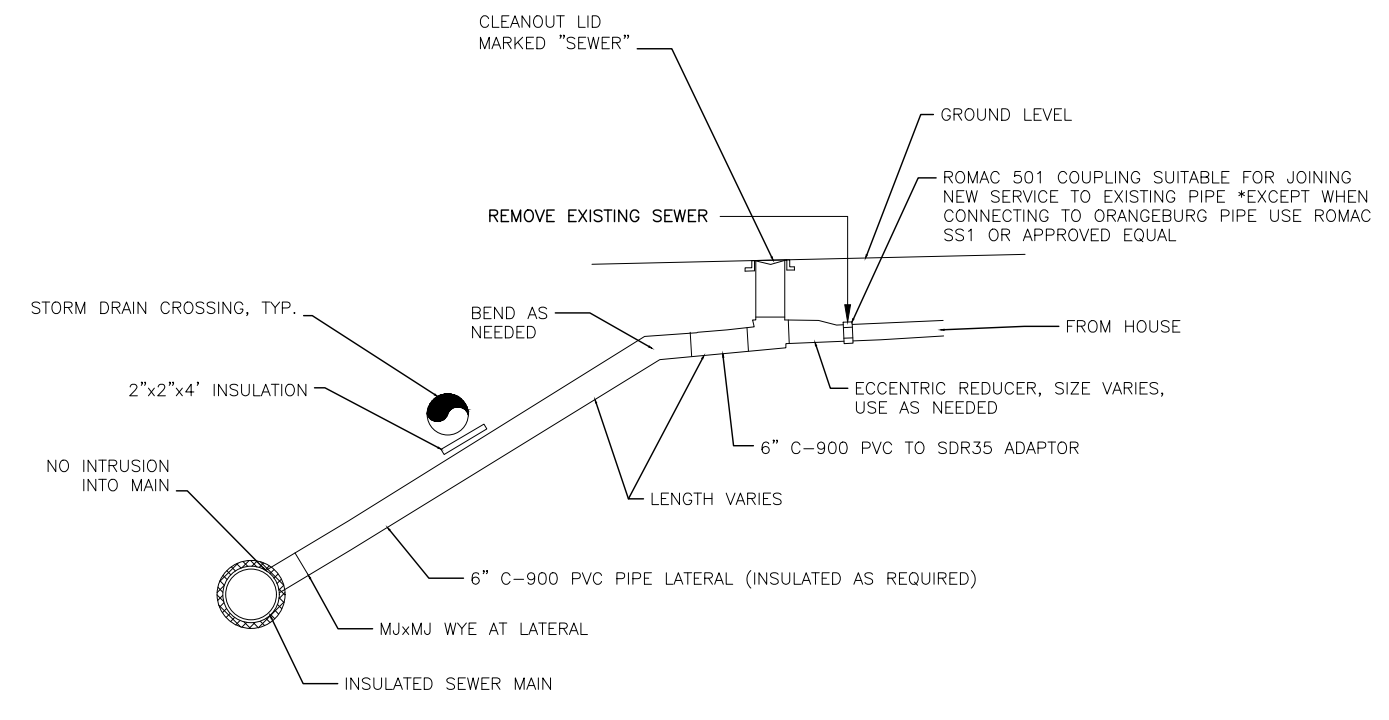 CLEANOUT LID
MARKED "SEWER"
GROUND LEVEL
ROMAC 501 COUPLING SUITABLE FOR JOINING
NEW SERVICE TO EXISTING PIPE *EXCEPT WHEN
CONNECTING TO ORANGEBURG PIPE USE ROMAC
SS1 OR APPROVED EQUAL
REMOVE EXISTING SEWER
STORM DRAIN CROSSING, TYP.
BEND AS
NEEDED
FROM HOUSE
2"x2"x4' INSULATION
ECCENTRIC REDUCER, SIZE VARIES,
USE AS NEEDED
6" C-900 PVC TO SDR35 ADAPTOR
NO INTRUSION
INTO MAIN
LENGTH VARIES
6" C-900 PVC PIPE LATERAL (INSULATED AS REQUIRED)
MJxMJ WYE AT LATERAL
INSULATED SEWER MAIN